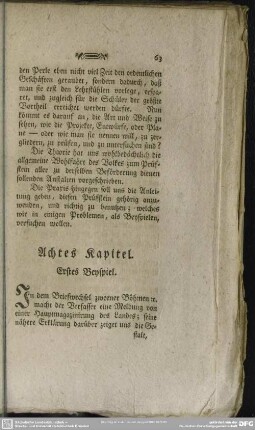 63
den Perle eben nicht viel Zeit den ordentlichen
Geschäften geraubet, sondern dadurch, daß
man sie erst den Lehrstühlen vorlege, erspa-
ret, und zugleich für die Schüler der größte
Vortheil erreichet werden dürfte. Nun
kömmt es darauf an, die Art und Weise zu
sehen, wie die Projekte, Entwürfe, oder Pla-
ne — oder wie man sie nennen will, zu zer-
gliedern, zu prüfen, und zu untersuchen sind?
Die Theorie hat uns wohlbedächtlich die
allgemeine Wohlfahrt des Volkes zum Prüf-
stein aller zu derselben Beförderung dienen
sollenden Anstalten vorgeschrieben.
Die Praxis hingegen soll uns die Anlei-
tung geben, diesen Prüfstein gehörig anzu-
wenden, und richtig zu benutzen; welches
wir in einigen Problemen, als Beyspielen,
versuchen wollen.
Achtes Kapitel.
Erstes Beyspiel.
In dem Briefwechsel zweener Böhmen ꝛc.
macht der Verfasser eine Meldung von
einer Hauptmagazinirung des Landes; seine
nähere Erklärung darüber zeiget uns die Ge-
stalt,